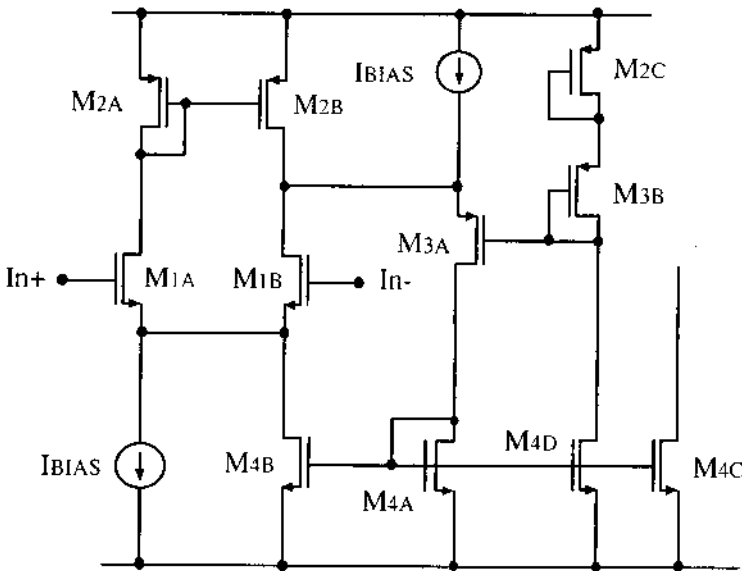 IBIAS
M2C
M2A
M2B
M3B
M3A
In+
M1A
M1B
In-
IBIAS
M4B
M4A
M4D
M4C